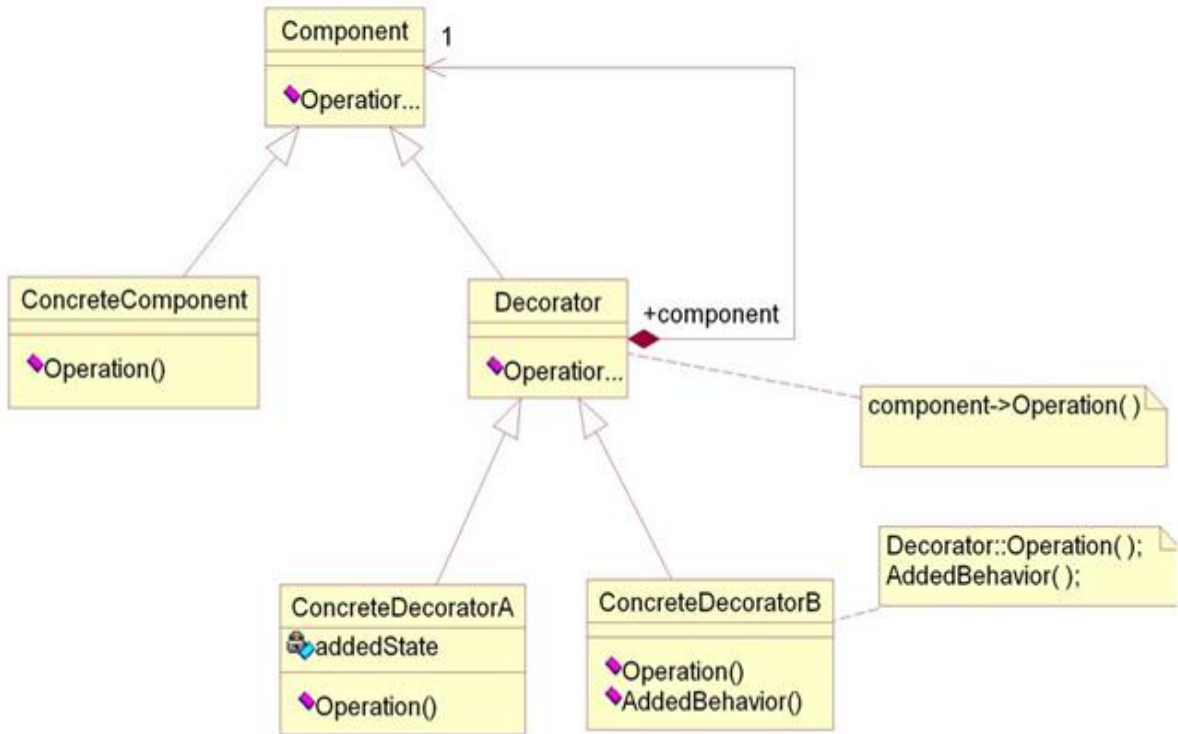 Component
1
Operatior...
ConcreteComponent
Operation()
Decorator
+component
Operatior...
component->Operation( )
Decorator::Operation( );
AddedBehavior( );
ConcreteDecoratorA
addedState
Operation()
ConcreteDecoratorB
Operation()
AddedBehavior()